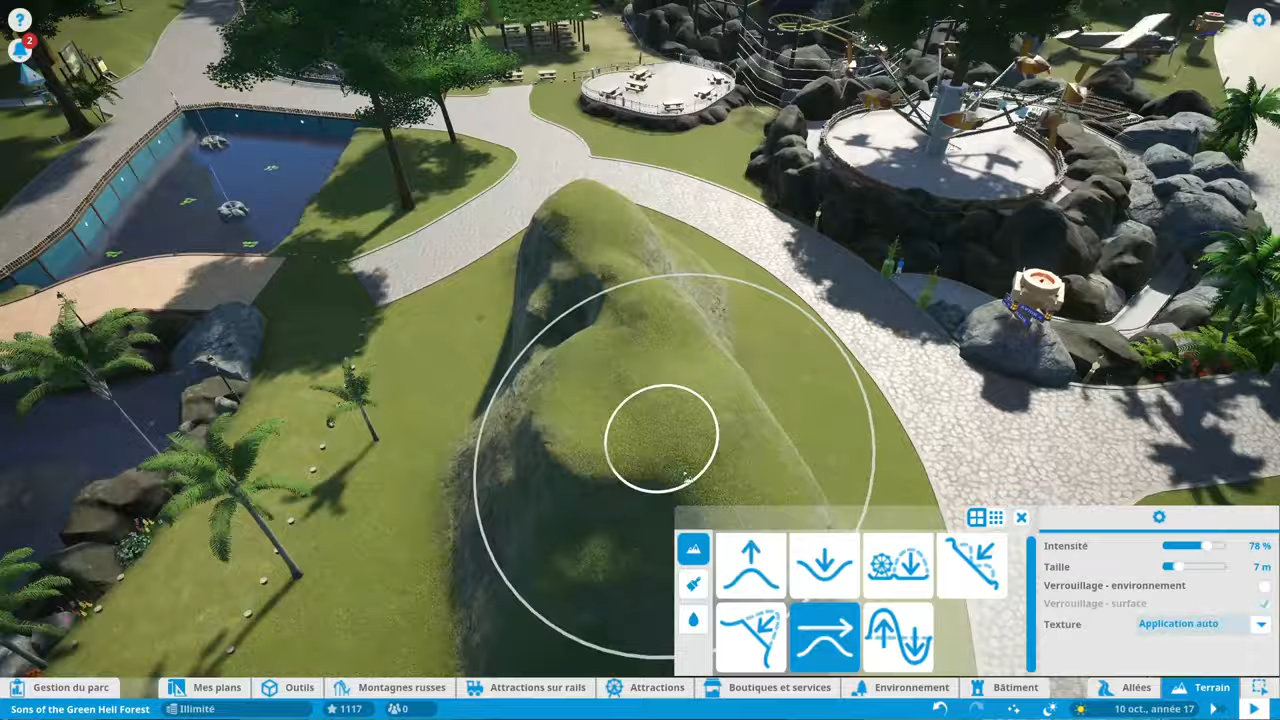 ?
2
Intensité 78 %
Taille 7 m
Verrouillage - environnement
Verrouillage - surface
Texture Application auto
Gestion du parc Mes plans Outils Montagnes russes Attractions sur rails Attractions Boutiques et services Environnement Bâtiment Allées Terrain
Sons of the Green Hell Forest Illimité 1117 0 10 oct., année 17